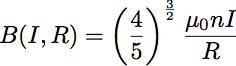 B(I, R) = (4/5)^{3/2} μ₀nI/R